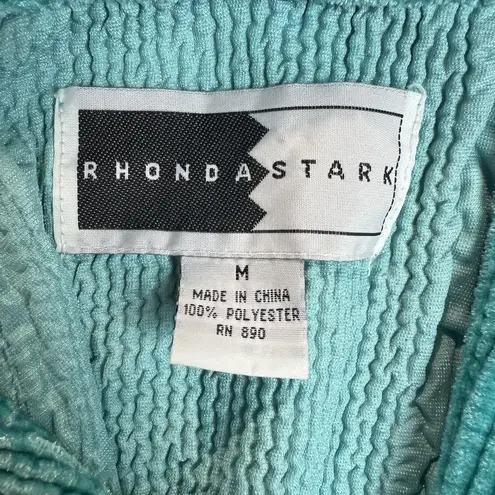 RHONDA STARK
M
MADE IN CHINA
100% POLYESTER
RN 890